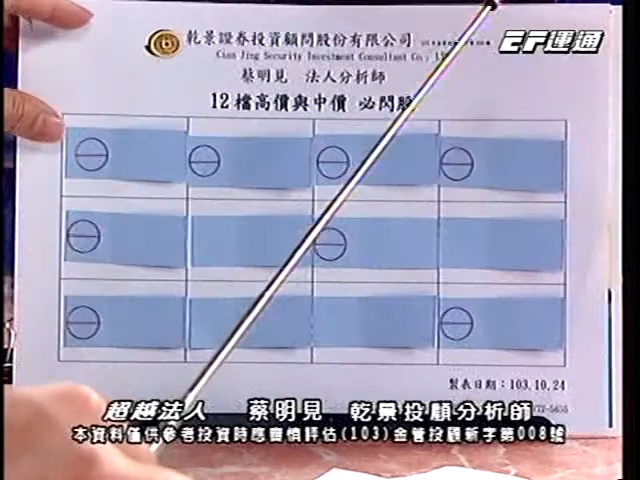 乾景證券投資顧問股份有限公司
EF運通
Cian Jing Security Investment Consultant Co., L
蔡明見 法人分析師
12檔高價與中價 必閃股
製表日期：103.10.24
超越法人 蔡明見 乾景投顧分析師
本資料僅供參考投資時應審慎評估(103)金管投顧新字第008號